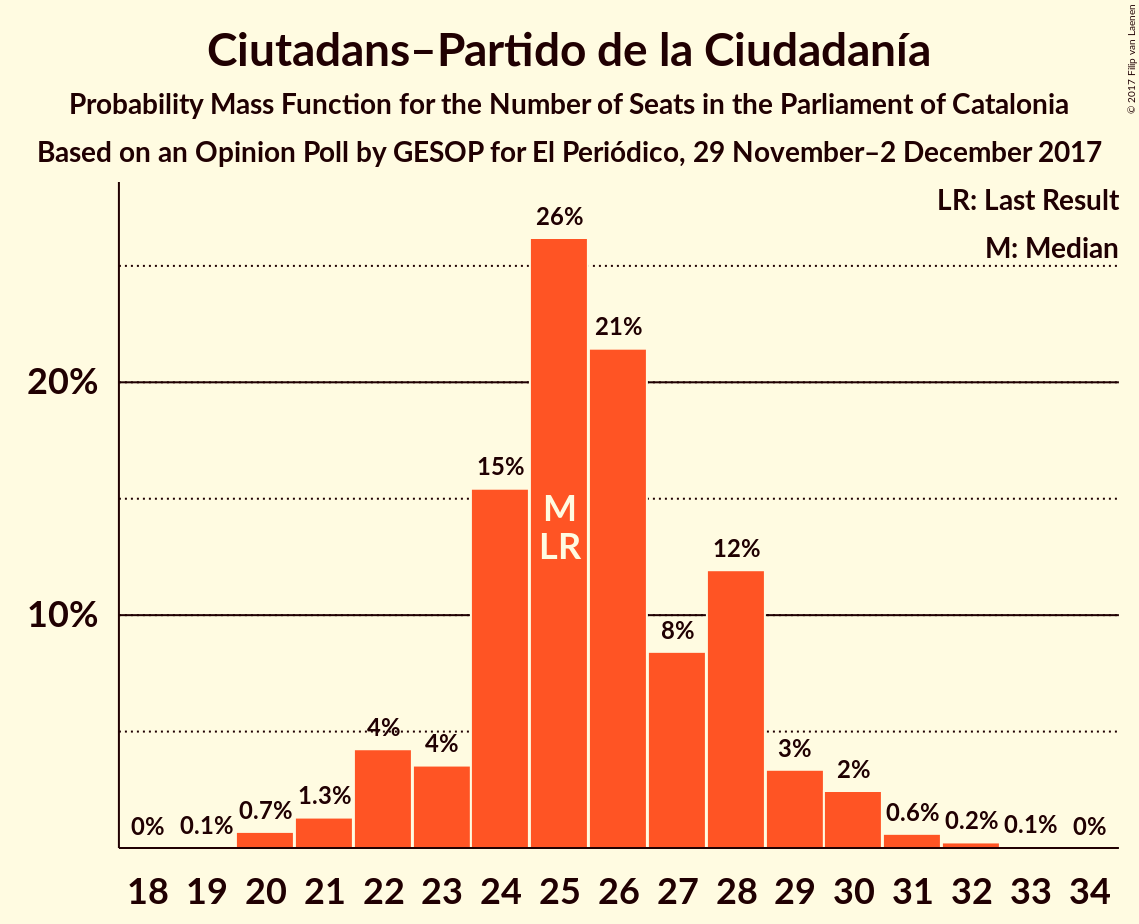 Ciutadans–Partido de la Ciudadanía
Probability Mass Function for the Number of Seats in the Parliament of Catalonia
Based on an Opinion Poll by GESOP for El Periódico, 29 November–2 December 2017
© 2017 Filip van Laenen
LR: Last Result
M: Median
20%
10%
0%
0.1%
0.7%
1.3%
4%
4%
15%
26%
21%
8%
12%
3%
2%
0.6%
0.2%
0.1%
0%
M
LR
18 19 20 21 22 23 24 25 26 27 28 29 30 31 32 33 34